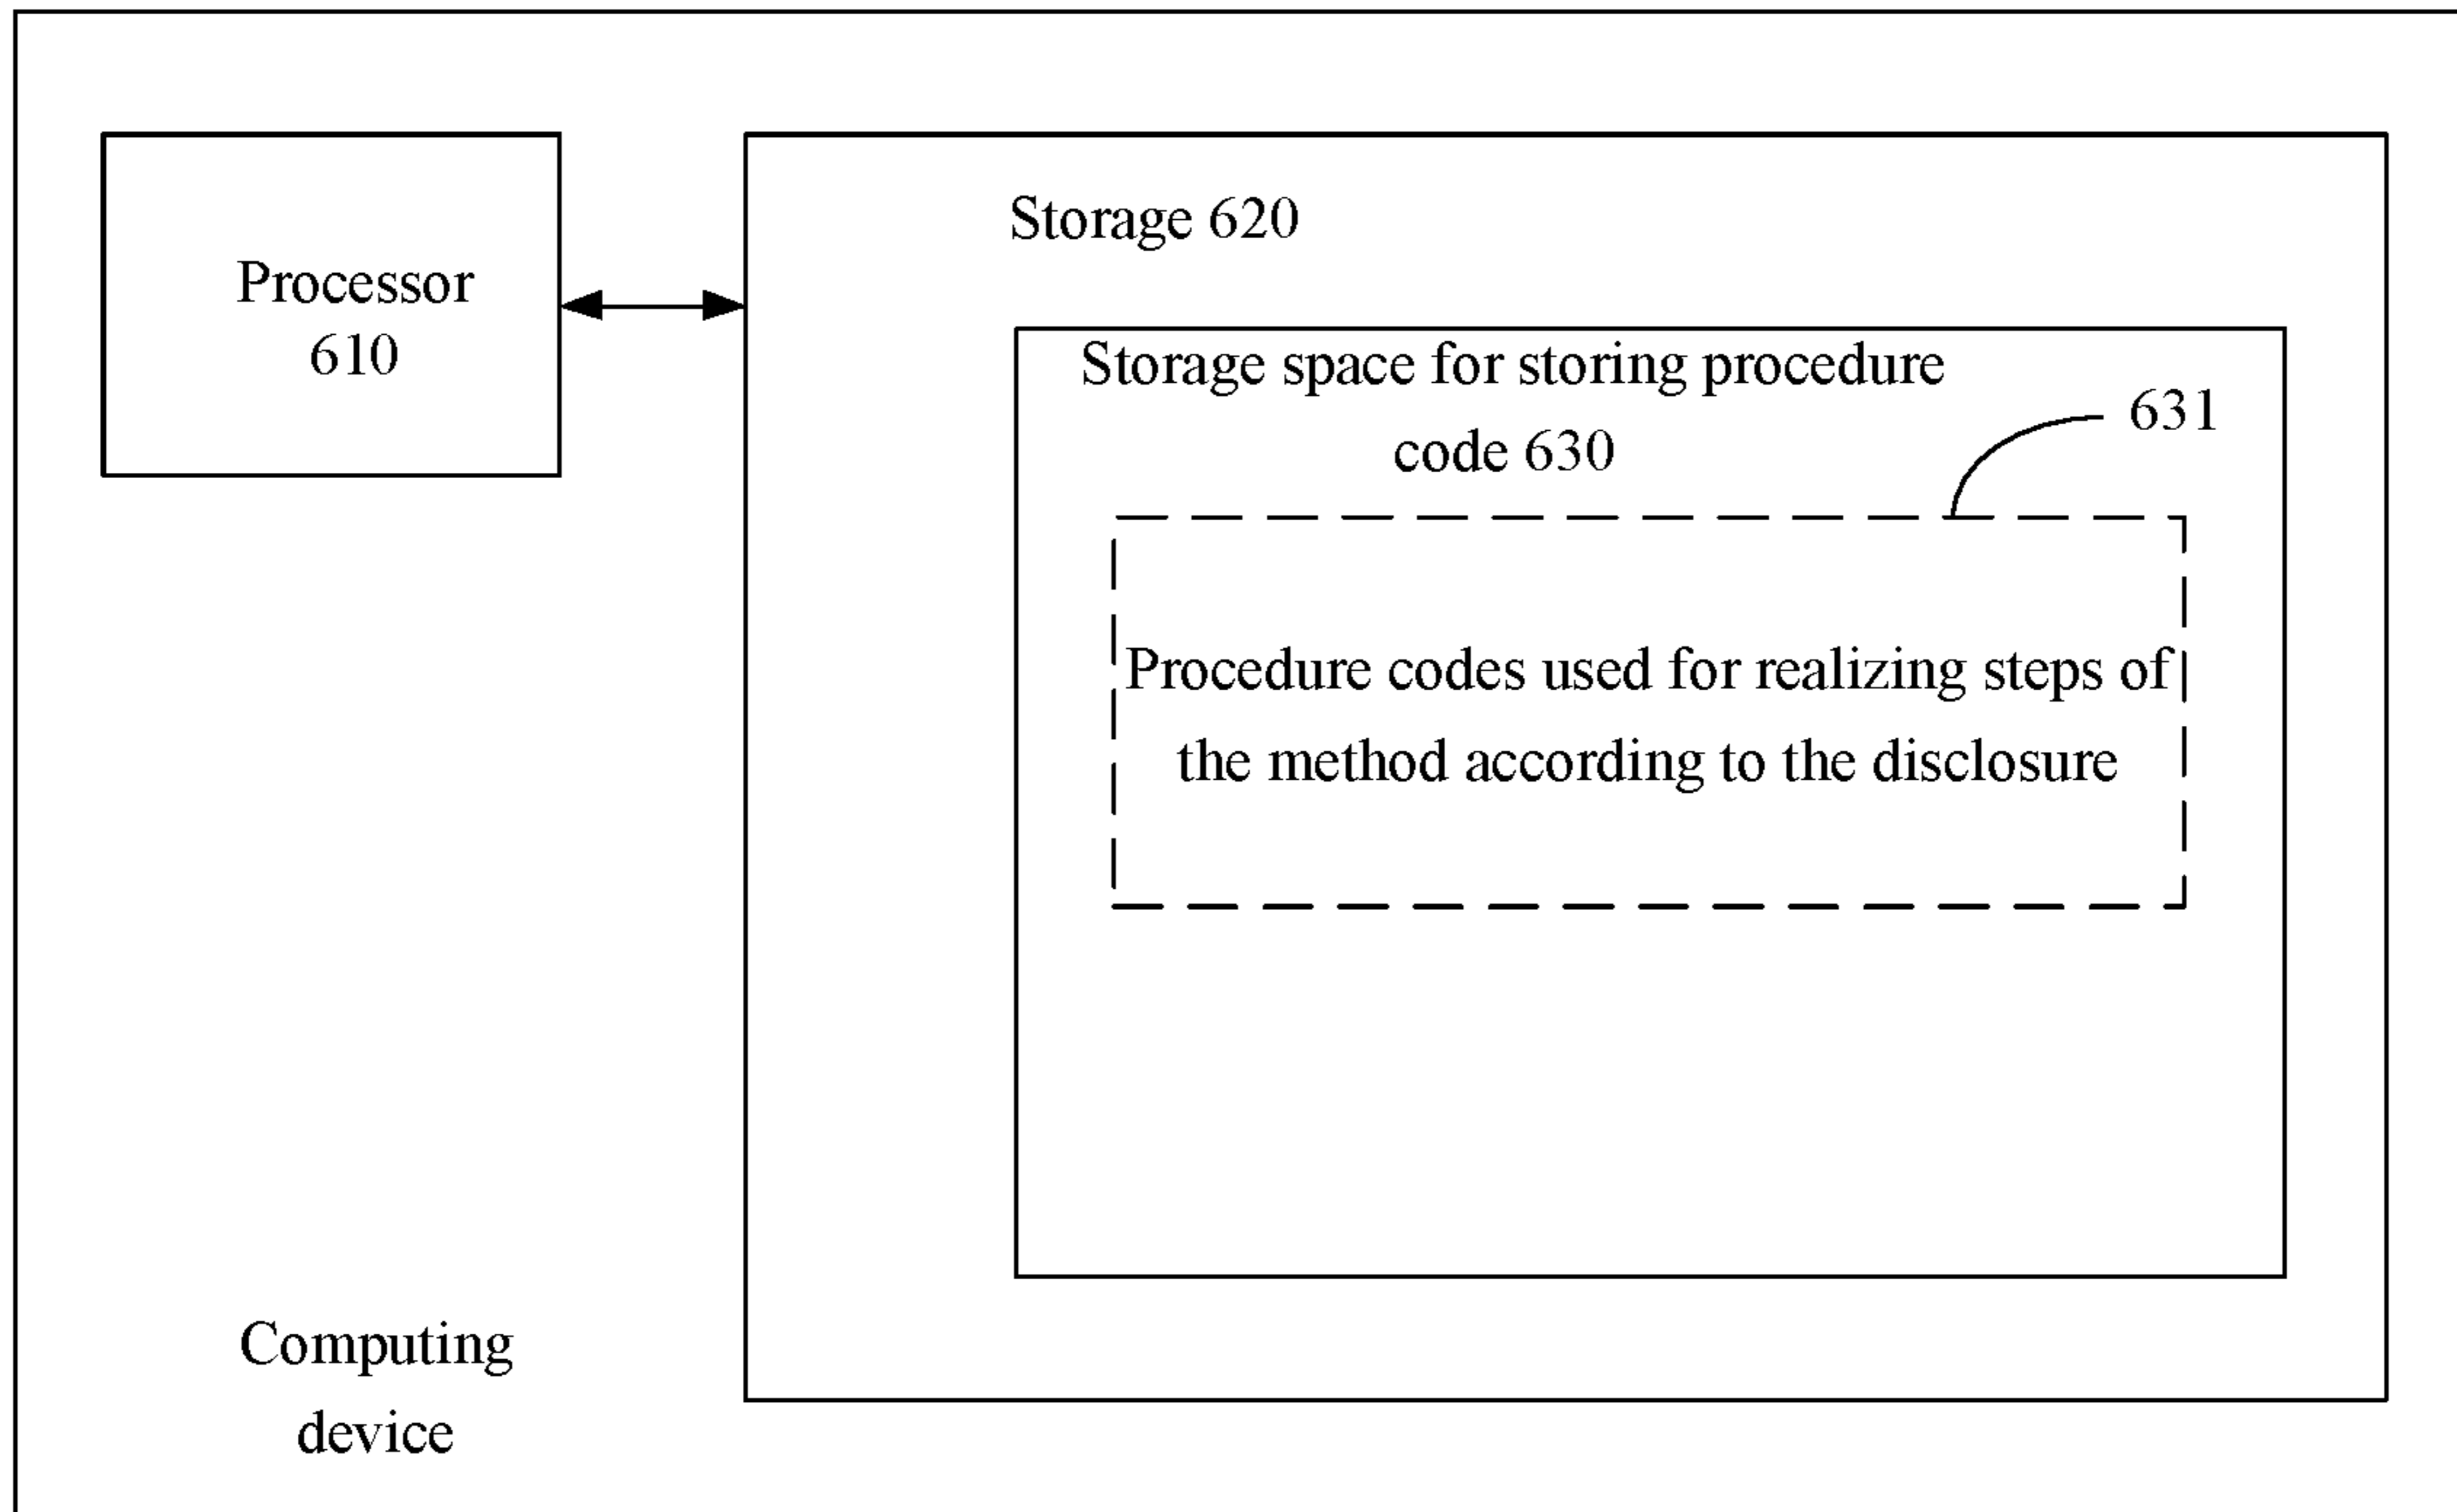 Processor
610
Storage 620
Storage space for storing procedure
code 630
631
Procedure codes used for realizing steps of
the method according to the disclosure
Computing
device